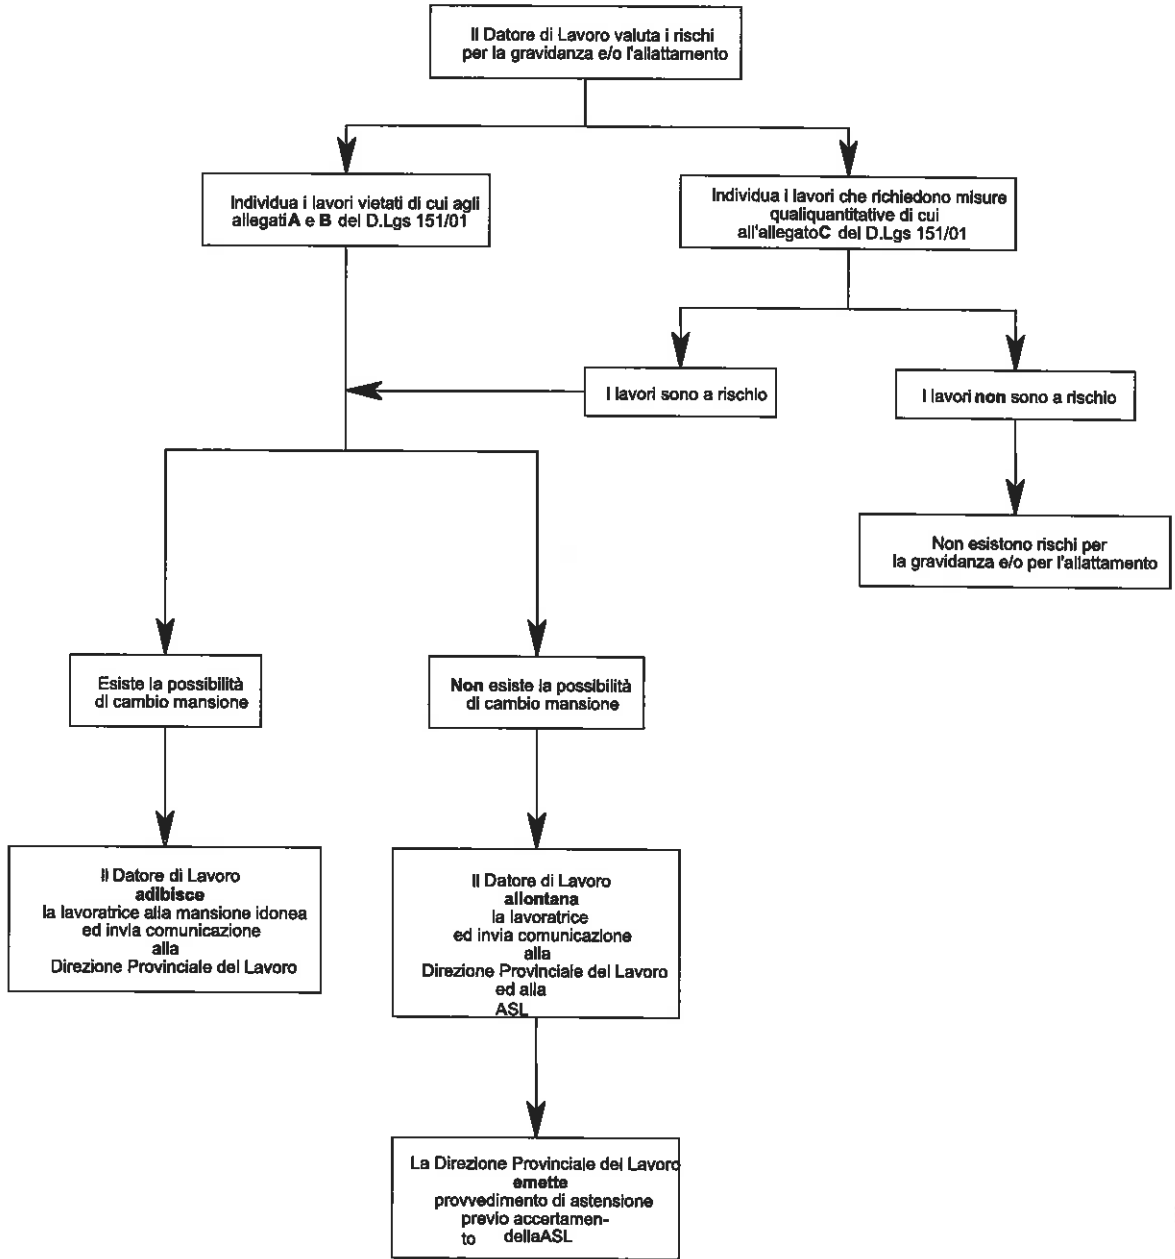 Il Datore di Lavoro valuta i rischi
per la gravidanza e/o l'allattamento
Individua i lavori vietati di cui agli
allegatiA e B del D.Lgs 151/01
Individua i lavori che richiedono misure
qualiquantitative di cui
all'allegatoC del D.Lgs 151/01
I lavori sono a rischio
I lavori non sono a rischio
Non esistono rischi per
la gravidanza e/o per l'allattamento
Esiste la possibilità
di cambio mansione
Non esiste la possibilità
di cambio mansione
Il Datore di Lavoro
adibisce
la lavoratrice alla mansione idonea
ed invia comunicazione
alla
Direzione Provinciale del Lavoro
Il Datore di Lavoro
allontana
la lavoratrice
ed invia comunicazione
alla
Direzione Provinciale del Lavoro
ed alla
ASL
La Direzione Provinciale del Lavoro
emette
provvedimento di astensione
previo accertamen-
to dellaASL